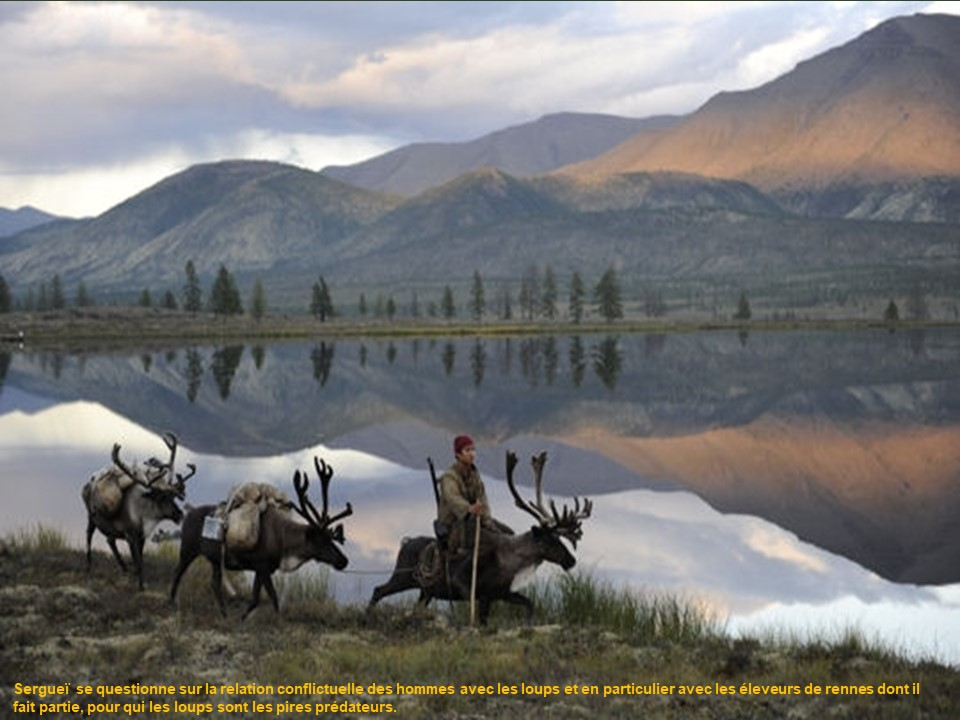 Sergueï se questionne sur la relation conflictuelle des hommes avec les loups et en particulier avec les éleveurs de rennes dont il
fait partie, pour qui les loups sont les pires prédateurs.